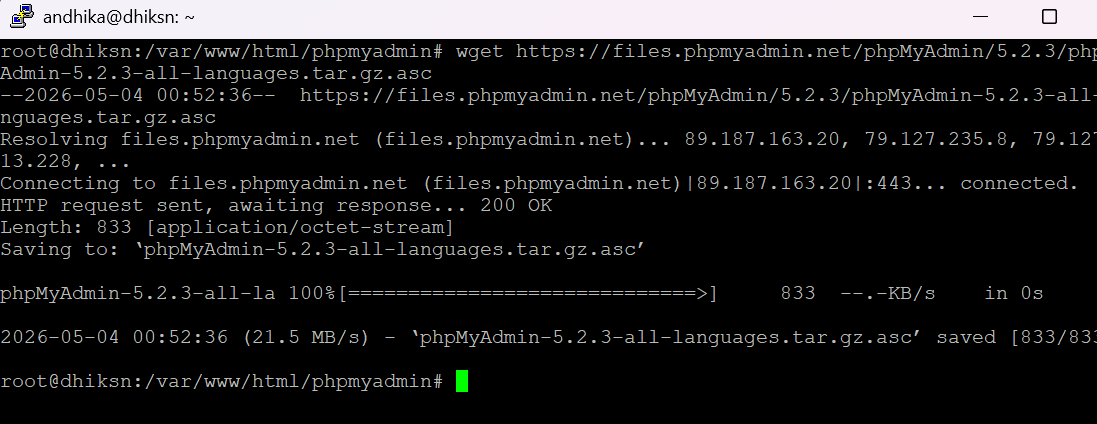 andhika@dhiksn: ~
root@dhiksn:/var/www/html/phpmyadmin# wget https://files.phpmyadmin.net/phpMyAdmin/5.2.3/php
Admin-5.2.3-all-languages.tar.gz.asc
--2026-05-04 00:52:36--  https://files.phpmyadmin.net/phpMyAdmin/5.2.3/phpMyAdmin-5.2.3-all-
nguages.tar.gz.asc
Resolving files.phpmyadmin.net (files.phpmyadmin.net)... 89.187.163.20, 79.127.235.8, 79.127
13.228, ...
Connecting to files.phpmyadmin.net (files.phpmyadmin.net)|89.187.163.20|:443... connected.
HTTP request sent, awaiting response... 200 OK
Length: 833 [application/octet-stream]
Saving to: ‘phpMyAdmin-5.2.3-all-languages.tar.gz.asc’
phpMyAdmin-5.2.3-all-la 100%[=============================>]     833  --.-KB/s    in 0s
2026-05-04 00:52:36 (21.5 MB/s) - ‘phpMyAdmin-5.2.3-all-languages.tar.gz.asc’ saved [833/833
root@dhiksn:/var/www/html/phpmyadmin#